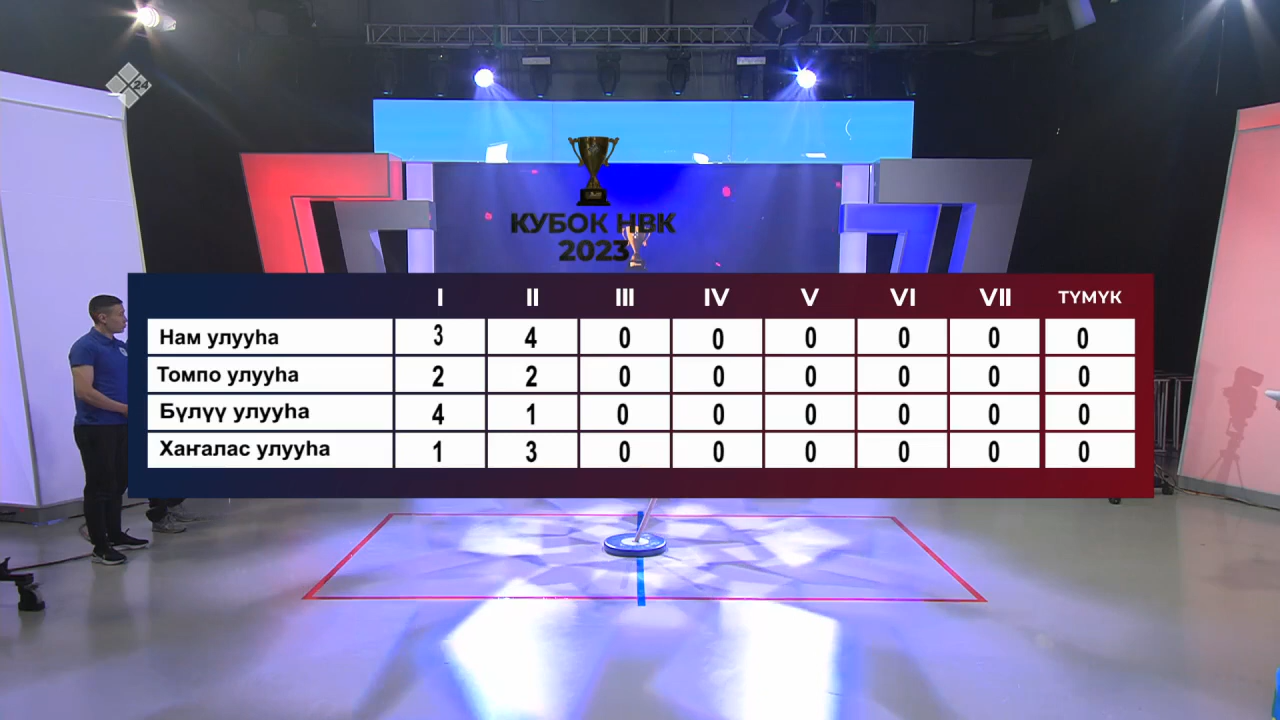 24
КУБОК НВК
2023
I II III IV V VI VII ТҮМҮК
Нам улууһа 3 4 0 0 0 0 0 0
Томпо улууһа 2 2 0 0 0 0 0 0
Бүлүү улууһа 4 1 0 0 0 0 0 0
Хаҥалас улууһа 1 3 0 0 0 0 0 0